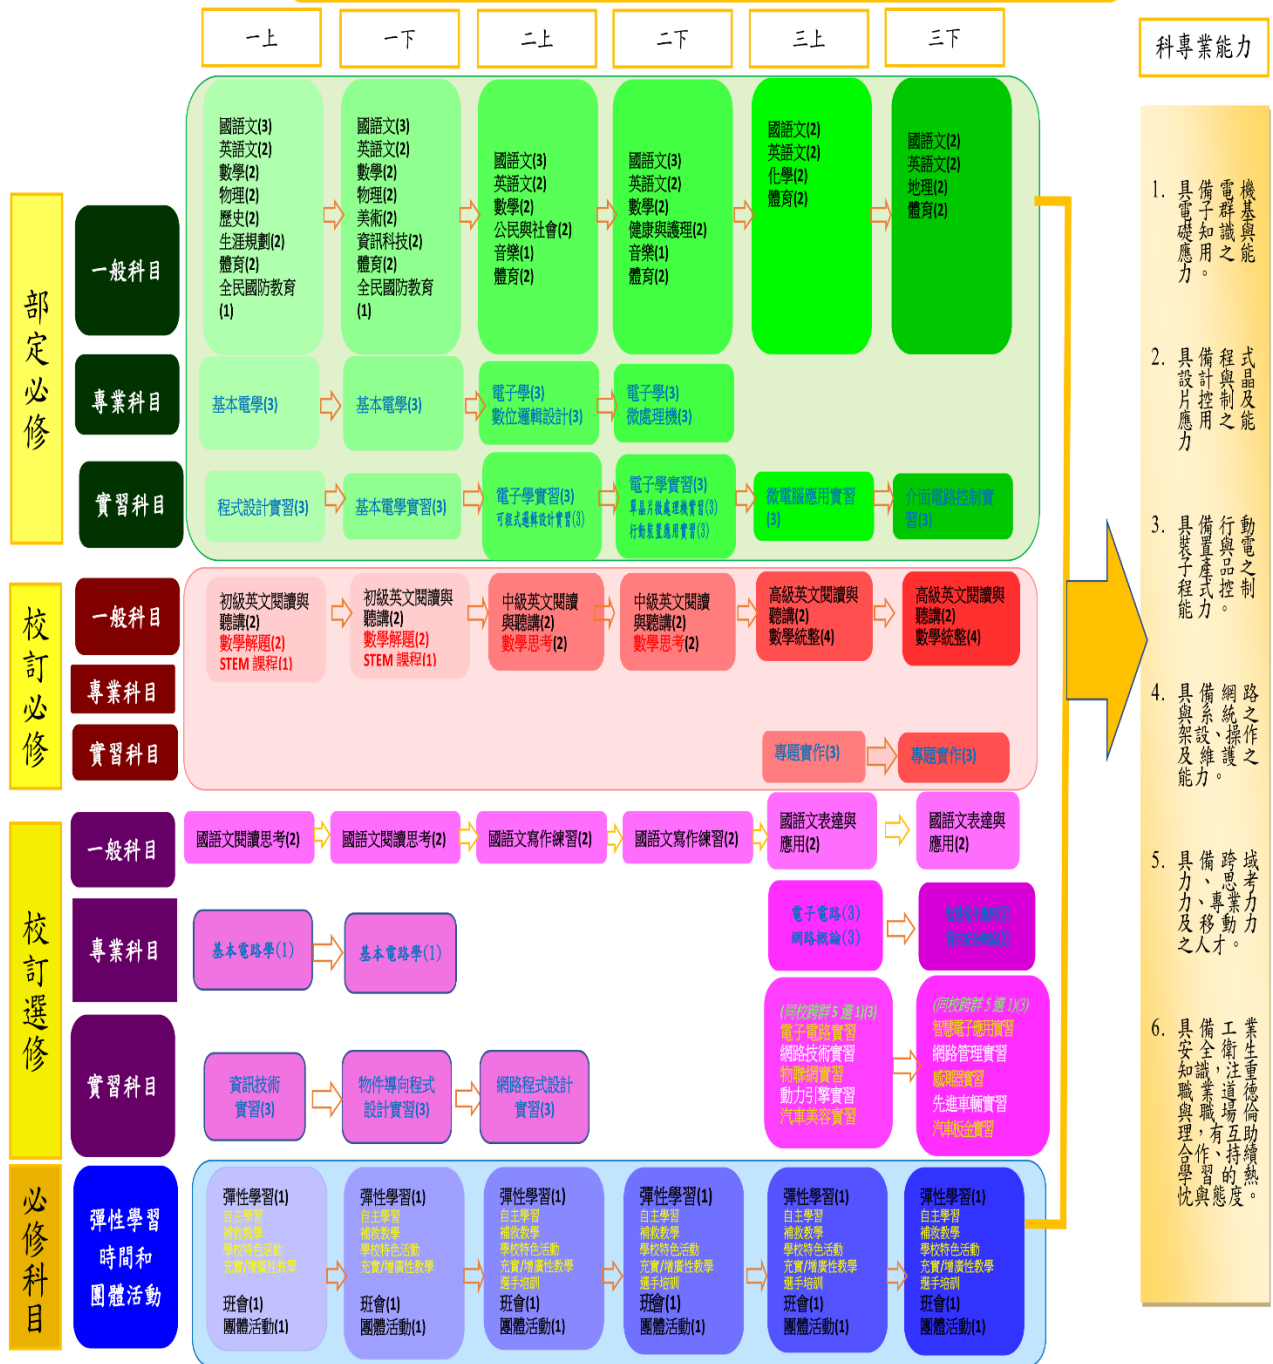 一上
一下
二上
二下
三上
三下
科專業能力
部定必修
一般科目
國語文(3)
英語文(2)
數學(2)
物理(2)
歷史(2)
生涯規劃(2)
體育(2)
全民國防教育
(1)
國語文(3)
英語文(2)
數學(2)
物理(2)
美術(2)
資訊科技(2)
體育(2)
全民國防教育
(1)
國語文(3)
英語文(2)
數學(2)
公民與社會(2)
音樂(1)
體育(2)
國語文(3)
英語文(2)
數學(2)
健康與護理(2)
音樂(1)
體育(2)
國語文(2)
英語文(2)
化學(2)
體育(2)
國語文(2)
英語文(2)
地理(2)
體育(2)
專業科目
基本電學(3)
基本電學(3)
電子學(3)
數位邏輯設計(3)
電子學(3)
微處理機(3)
實習科目
程式設計實習(3)
基本電學實習(3)
電子學實習(3)
可程式邏輯設計實習(3)
電子學實習(3)
單晶片微處理機實習(3)
行動裝置應用實習(3)
微電腦應用實習
(3)
介面電路控制實
習(3)
校訂必修
一般科目
初級英文閱讀與
聽講(2)
數學解題(2)
STEM 課程(1)
初級英文閱讀與
聽講(2)
數學解題(2)
STEM 課程(1)
中級英文閱讀
與聽講(2)
數學思考(2)
中級英文閱讀
與聽講(2)
數學思考(2)
高級英文閱讀與
聽講(2)
數學統整(4)
高級英文閱讀與
聽講(2)
數學統整(4)
專業科目
實習科目
專題實作(3)
專題實作(3)
校訂選修
一般科目
國語文閱讀思考(2)
國語文閱讀思考(2)
國語文寫作練習(2)
國語文寫作練習(2)
國語文表達與
應用(2)
國語文表達與
應用(2)
專業科目
基本電路學(1)
基本電路學(1)
電子電路(3)
網路概論(3)
實習科目
資訊技術
實習(3)
物件導向程式
設計實習(3)
網路程式設計
實習(3)
(同校跨群 5 選 1)(3)
電子電路實習
網路技術實習
物聯網實習
動力引擎實習
汽車美容實習
(同校跨群 5 選 1)(3)
智慧電子應用實習
網路管理實習
感測器實習
先進車輛實習
汽車板金實習
必修科目
彈性學習
時間和
團體活動
彈性學習(1)
自主學習
補救教學
學校特色活動
充實/增廣性教學
班會(1)
團體活動(1)
彈性學習(1)
自主學習
補救教學
學校特色活動
充實/增廣性教學
班會(1)
團體活動(1)
彈性學習(1)
自主學習
補救教學
學校特色活動
充實/增廣性教學
選手培訓
班會(1)
團體活動(1)
彈性學習(1)
自主學習
補救教學
學校特色活動
充實/增廣性教學
選手培訓
班會(1)
團體活動(1)
彈性學習(1)
自主學習
補救教學
學校特色活動
充實/增廣性教學
選手培訓
班會(1)
團體活動(1)
彈性學習(1)
自主學習
補救教學
學校特色活動
充實/增廣性教學
選手培訓
班會(1)
團體活動(1)
1. 具備電機
電子群基
礎知識與
應用之能
力。
2. 具備程式
設計與晶
片控制及
應用之能
力
3. 具備行動
裝置與電
子產品之
程式控制
能力。
4. 具備網路
與系統之
架設、操作
及維護之
能力。
5. 具備跨域
力、思考
力、專業力
及移動力
之人才。
6. 具備工業
安全衛生
知識，注重
職業道德
與職場倫
理，有互助
合作、持續
學習的熱
忱與態度。